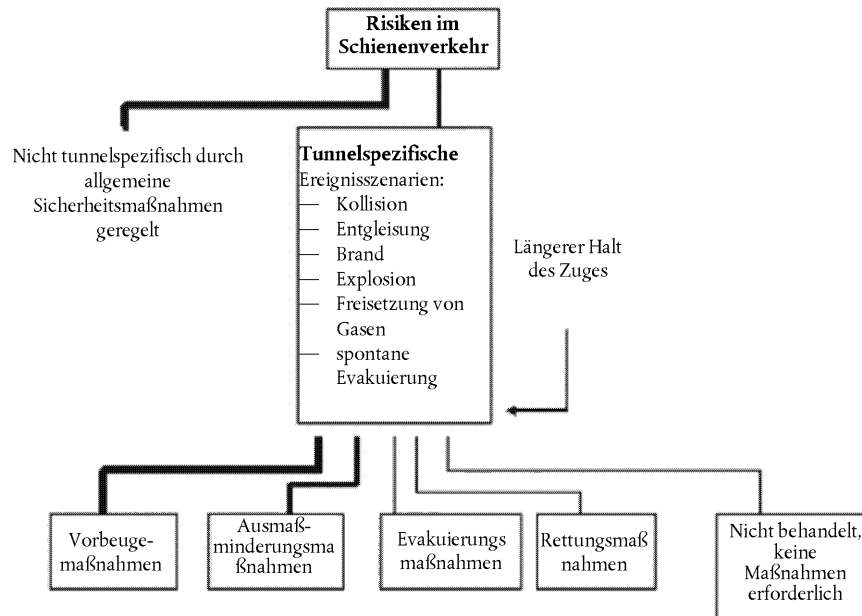 Risiken im
Schienenverkehr
Nicht tunnelspezifisch durch
allgemeine
Sicherheitsmaßnahmen
geregelt
Tunnelspezifische
Ereignisszenarien:
— Kollision
— Entgleisung
— Brand
— Explosion
— Freisetzung von
Gasen
— spontane
Evakuierung
Längerer Halt
des Zuges
Vorbeuge-
maßnahmen
Ausmaß-
minderungsma
ßnahmen
Evakuierungs
maßnahmen
Rettungsmaß
nahmen
Nicht behandelt,
keine
Maßnahmen
erforderlich